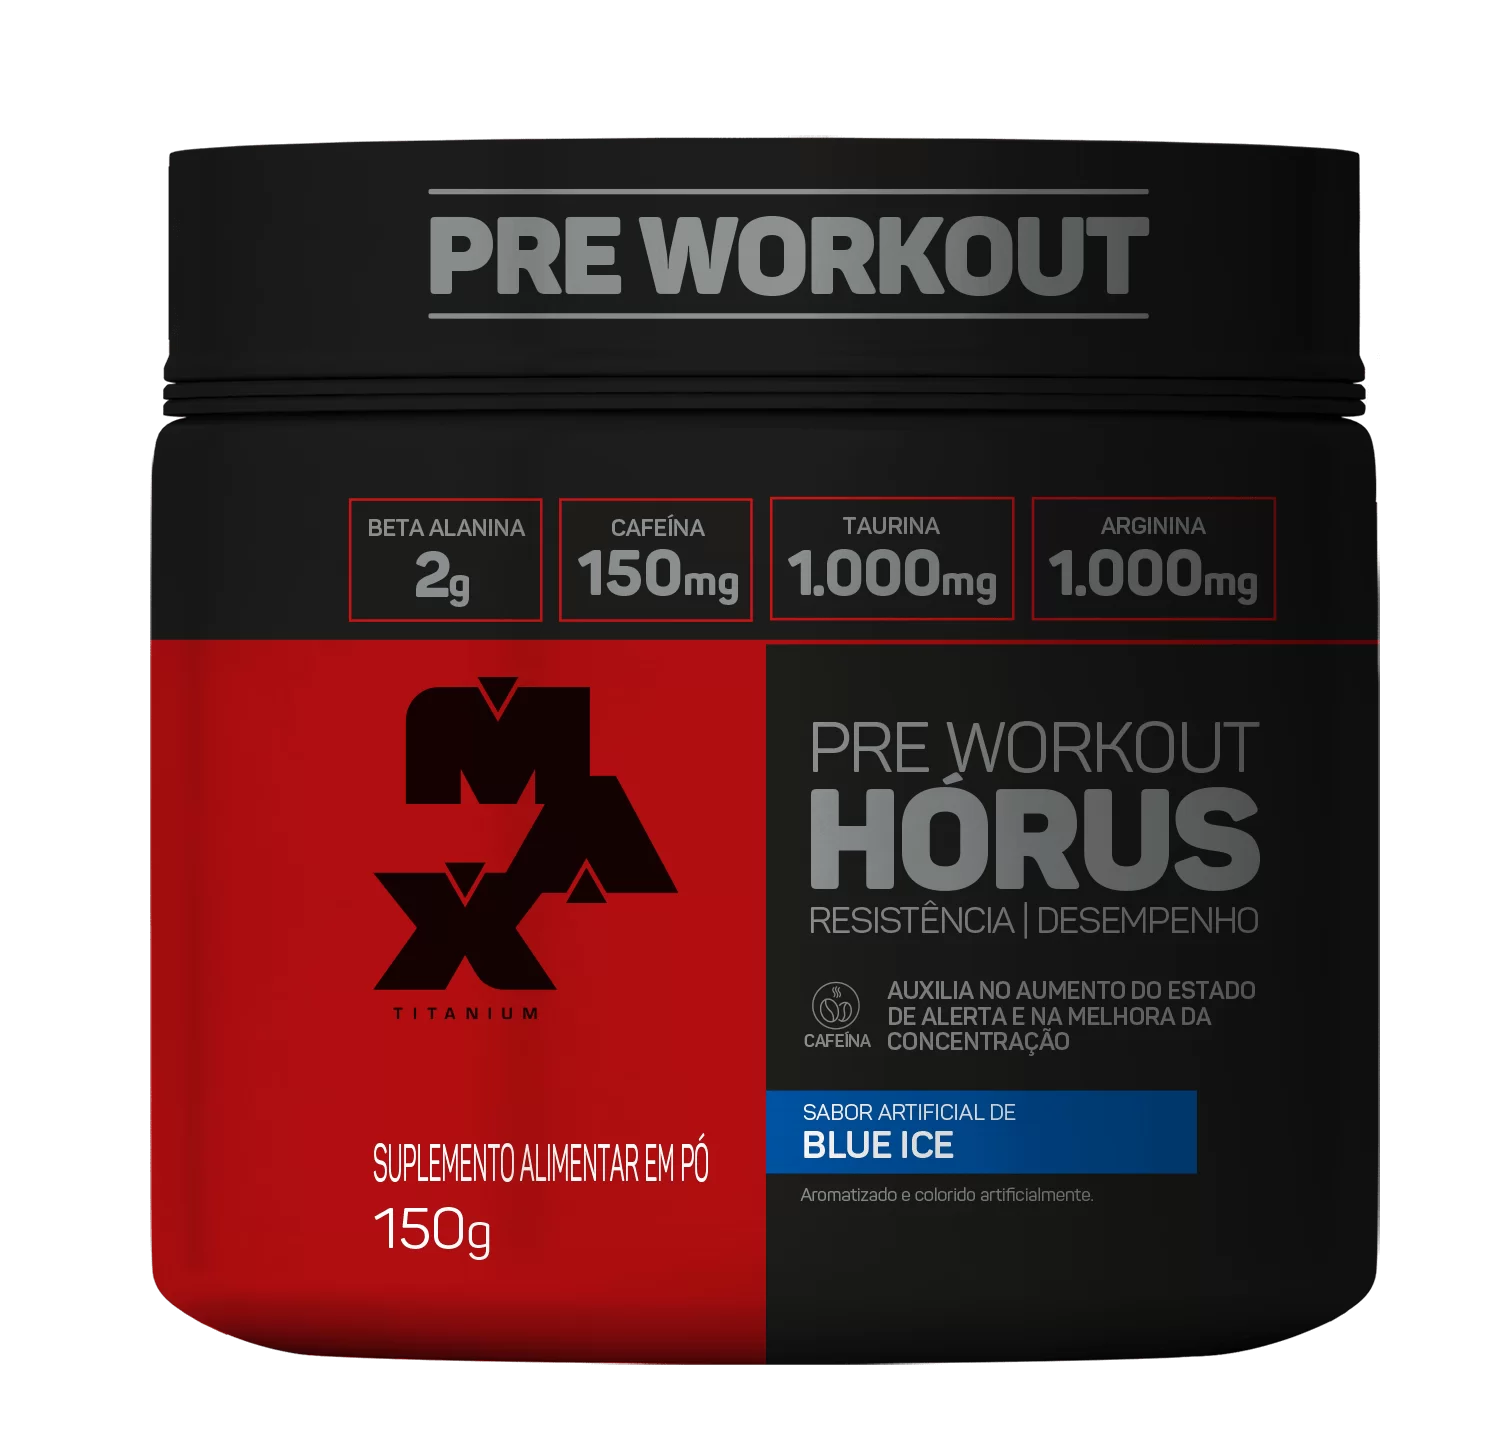 PRE WORKOUT
BETA ALANINA
2g
CAFEÍNA
150mg
TAURINA
1.000mg
ARGININA
1.000mg
MAX
TITANIUM
SUPLEMENTO ALIMENTAR EM PÓ
150g
PRE WORKOUT
HÓRUS
RESISTÊNCIA | DESEMPENHO
CAFEÍNA
AUXILIA NO AUMENTO DO ESTADO
DE ALERTA E NA MELHORA DA
CONCENTRAÇÃO
SABOR ARTIFICIAL DE
BLUE ICE
Aromatizado e colorido artificialmente.